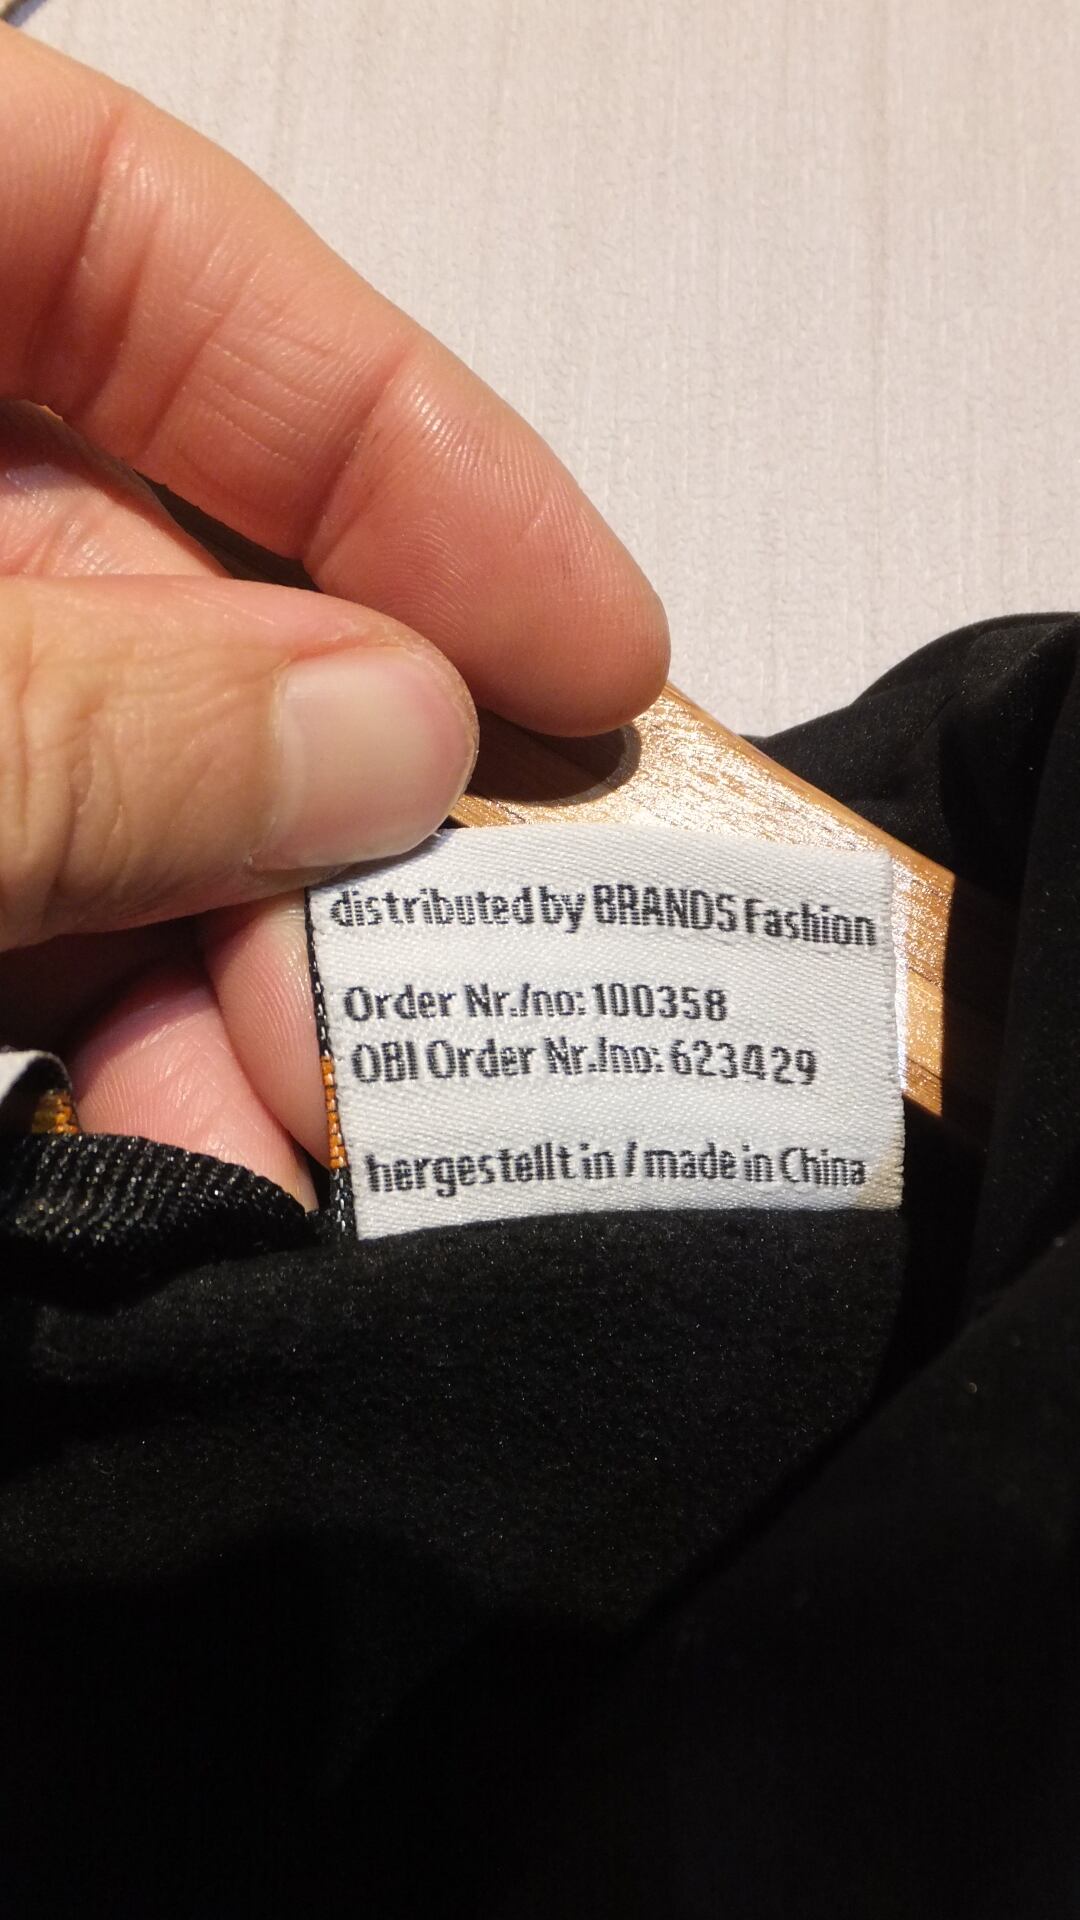 distributed by BRANDS Fashion
Order Nr./no: 100358
OBI Order Nr./no: 623429
hergestellt in / made in China